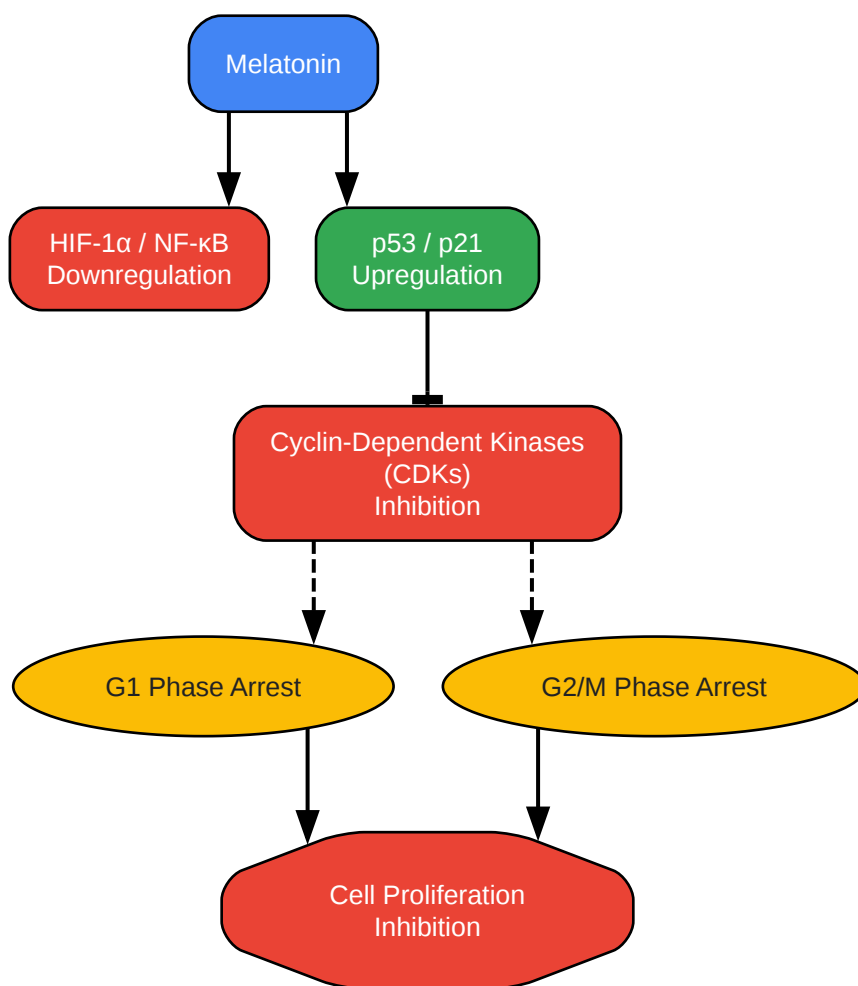 Melatonin
HIF-1α / NF-κB
Downregulation
p53 / p21
Upregulation
Cyclin-Dependent Kinases
(CDKs)
Inhibition
G1 Phase Arrest
G2/M Phase Arrest
Cell Proliferation
Inhibition